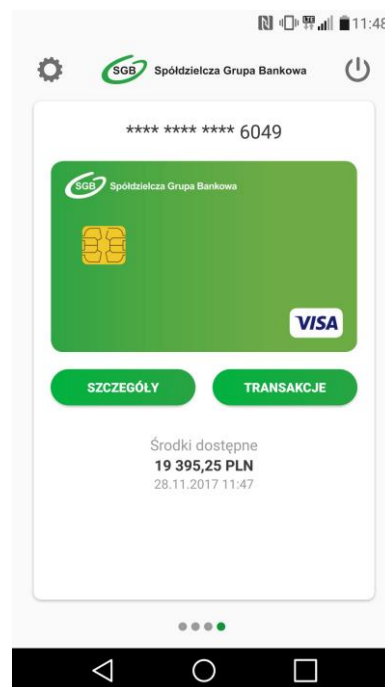 11:48
SGB Spółdzielcza Grupa Bankowa
**** **** **** 6049
SGB Spółdzielcza Grupa Bankowa
VISA
SZCZEGÓŁY TRANSAKCJE
Środki dostępne
19 395,25 PLN
28.11.2017 11:47